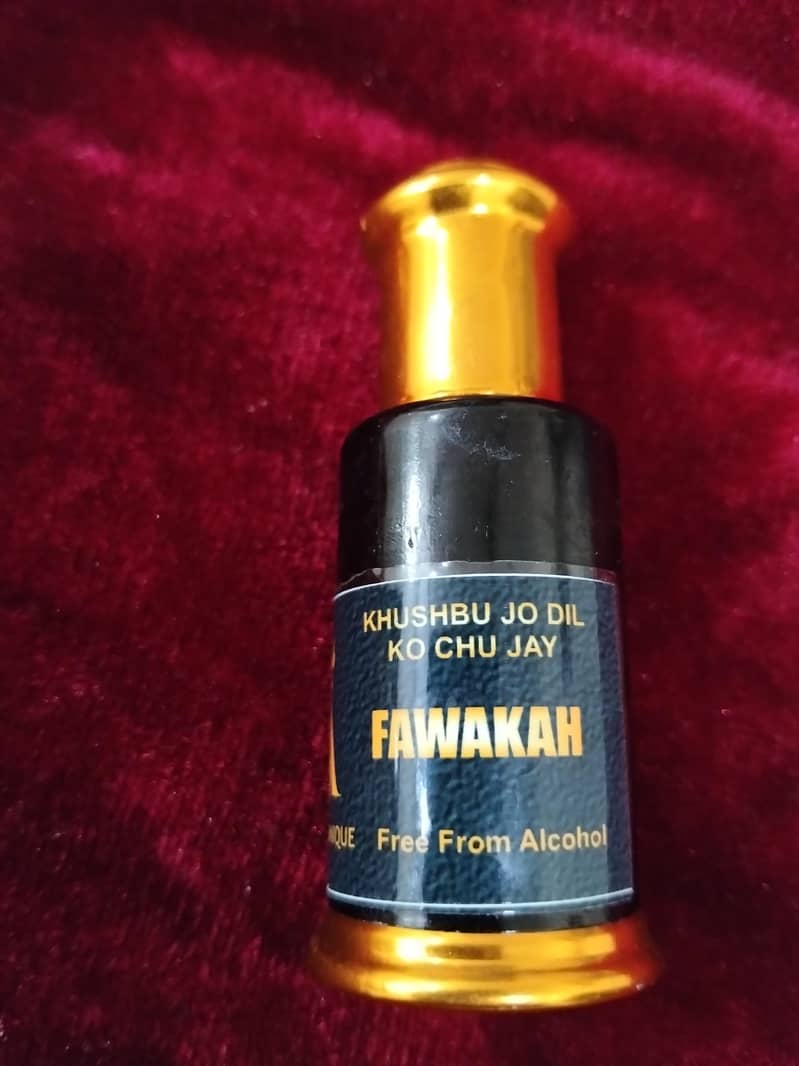 KHUSHBU JO DIL
KO CHU JAY
FAWAKAH
Free From Alcohol